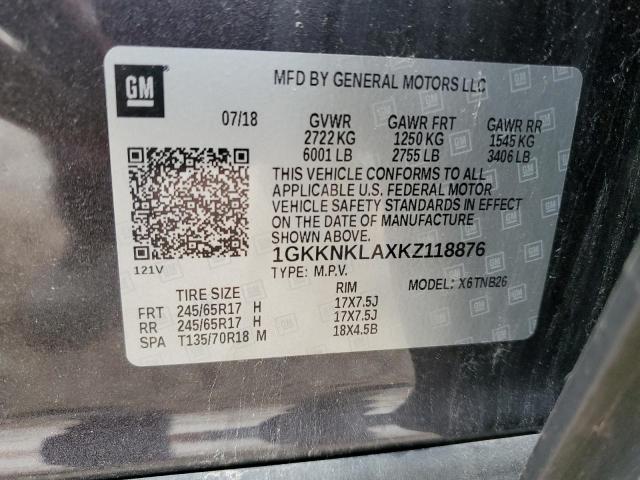 GM
MFD BY GENERAL MOTORS LLC
07/18 GVWR GAWR FRT GAWR RR
2722 KG 1250 KG 1545 KG
6001 LB 2755 LB 3406 LB
THIS VEHICLE CONFORMS TO ALL
APPLICABLE U.S. FEDERAL MOTOR
VEHICLE SAFETY STANDARDS IN EFFECT
ON THE DATE OF MANUFACTURE
SHOWN ABOVE.
121V 1GKKNKLAXKZ118876
TYPE: M.P.V. MODEL: X6TNB26
TIRE SIZE RIM
FRT 245/65R17 H 17X7.5J
RR 245/65R17 H 17X7.5J
SPA T135/70R18 M 18X4.5B